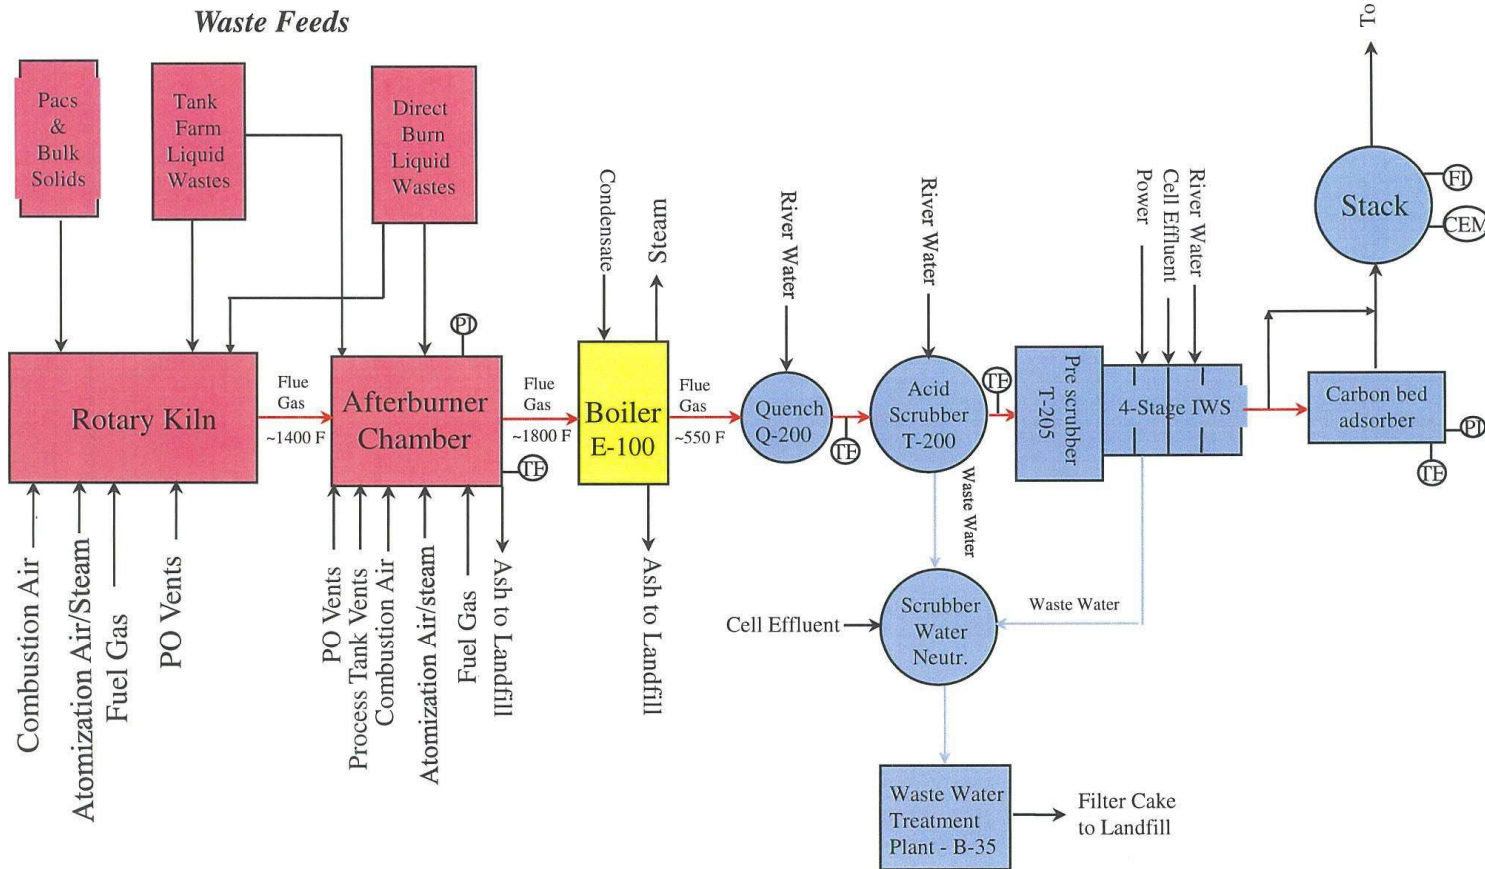 Waste Feeds
Pacs
&
Bulk
Solids
Tank
Farm
Liquid
Wastes
Direct
Burn
Liquid
Wastes
Rotary Kiln
Flue
Gas
~1400 F
Afterburner
Chamber
PI
TE
Flue
Gas
~1800 F
Condensate
Steam
Boiler
E-100
Flue
Gas
~550 F
River Water
Quench
Q-200
TE
River Water
Acid
Scrubber
T-200
TE
Pre scrubber
T-205
Power
Cell Effluent
River Water
4-Stage IWS
Carbon bed
adsorber
PI
TE
To
Stack
FI
CEM
Combustion Air
Atomization Air/Steam
Fuel Gas
PO Vents
PO Vents
Process Tank Vents
Combustion Air
Atomization Air/steam
Fuel Gas
Ash to Landfill
Ash to Landfill
Waste Water
Cell Effluent
Scrubber
Water
Neutr.
Waste Water
Waste Water
Treatment
Plant - B-35
Filter Cake
to Landfill